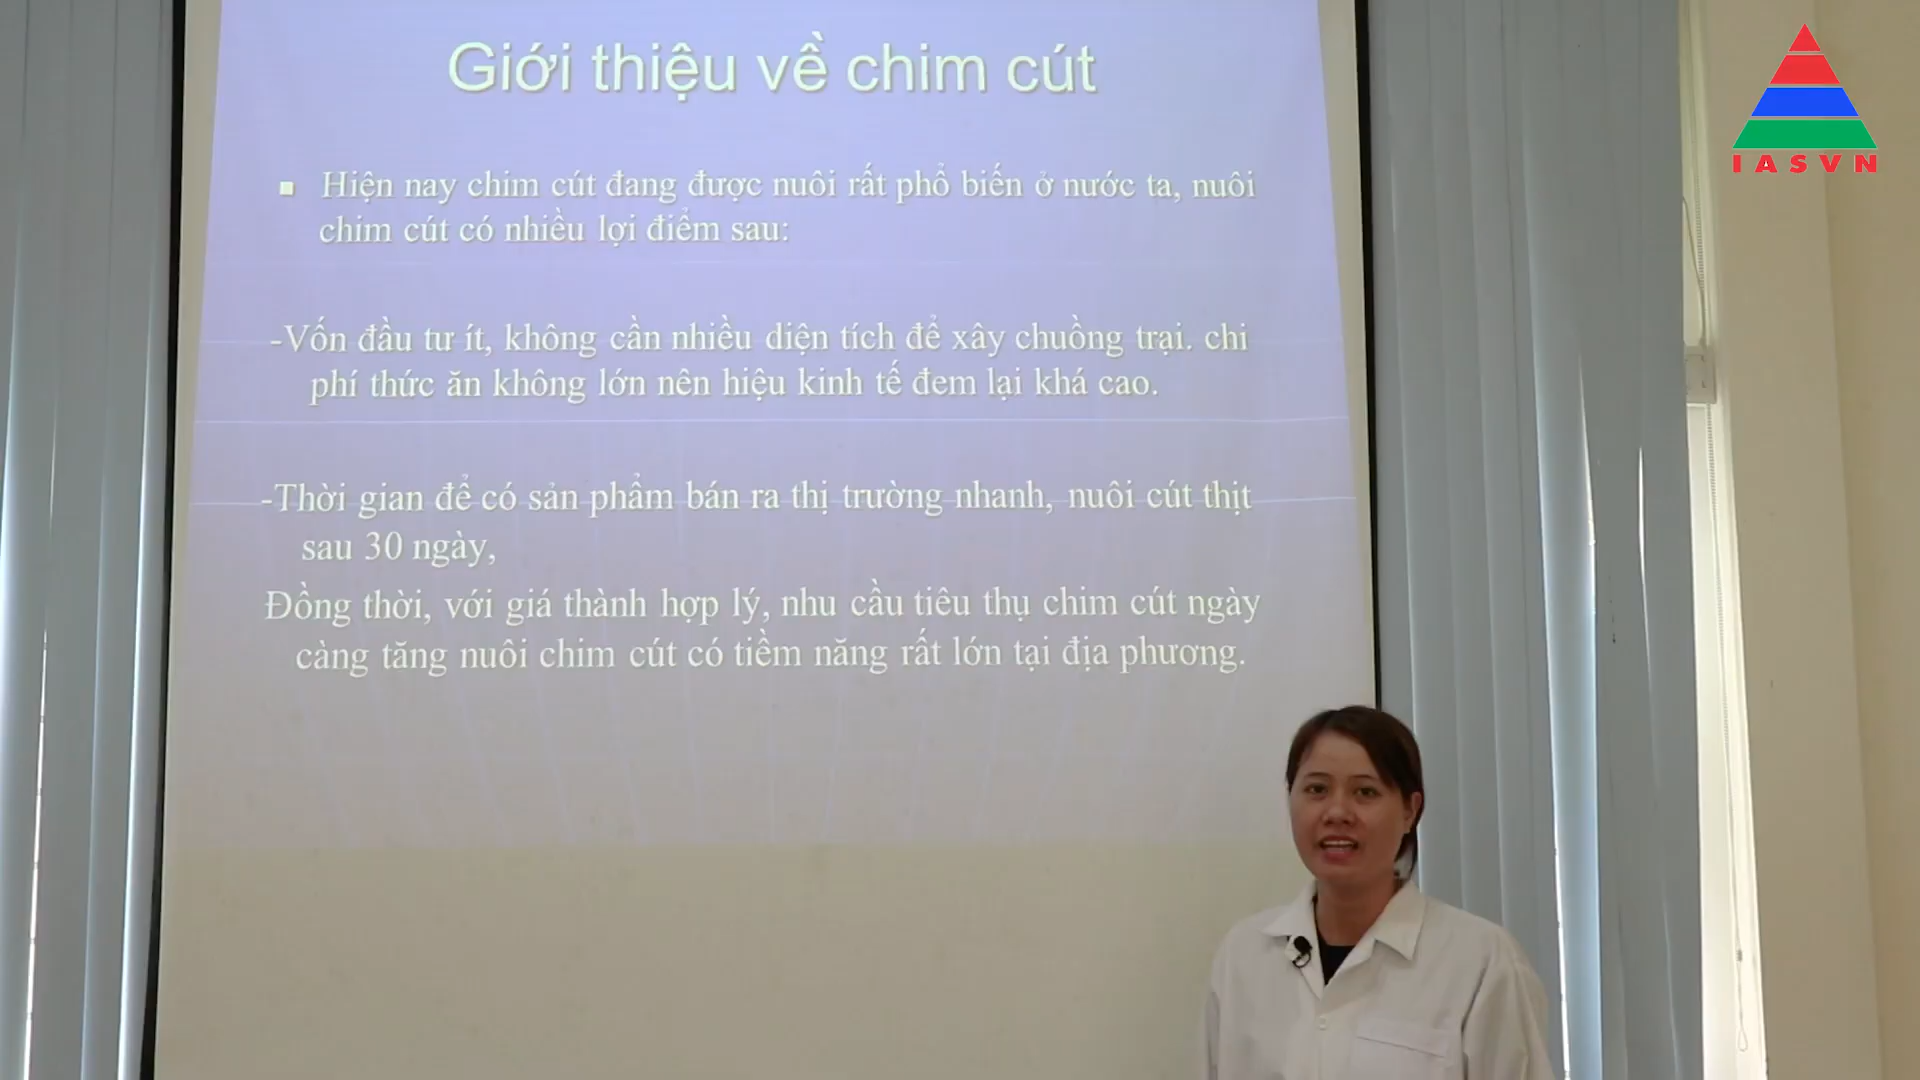 Giới thiệu về chim cút
IASVN
▪ Hiện nay chim cút đang được nuôi rất phổ biến ở nước ta, nuôi
chim cút có nhiều lợi điểm sau:
-Vốn đầu tư ít, không cần nhiều diện tích để xây chuồng trại. chi
phí thức ăn không lớn nên hiệu kinh tế đem lại khá cao.
-Thời gian để có sản phẩm bán ra thị trường nhanh, nuôi cút thịt
sau 30 ngày,
Đồng thời, với giá thành hợp lý, nhu cầu tiêu thụ chim cút ngày
càng tăng nuôi chim cút có tiềm năng rất lớn tại địa phương.